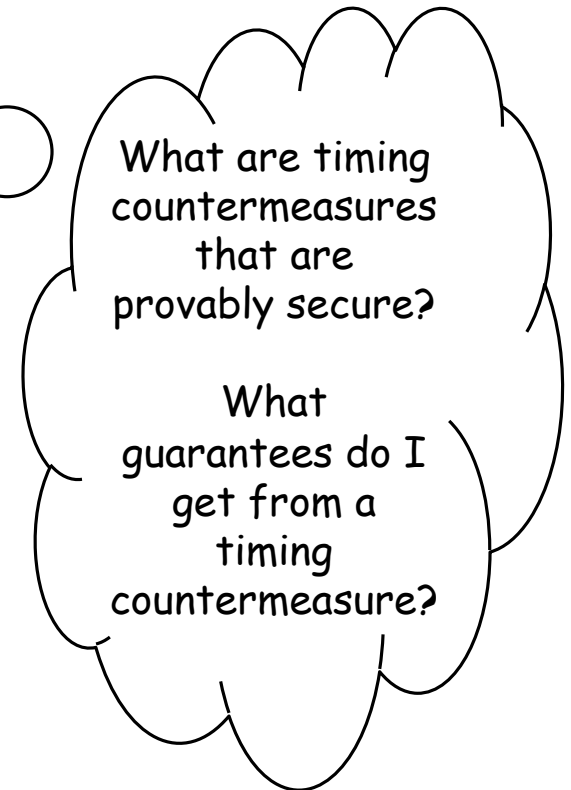 What are timing
countermeasures
that are
provably secure?
What
guarantees do I
get from a
timing
countermeasure?